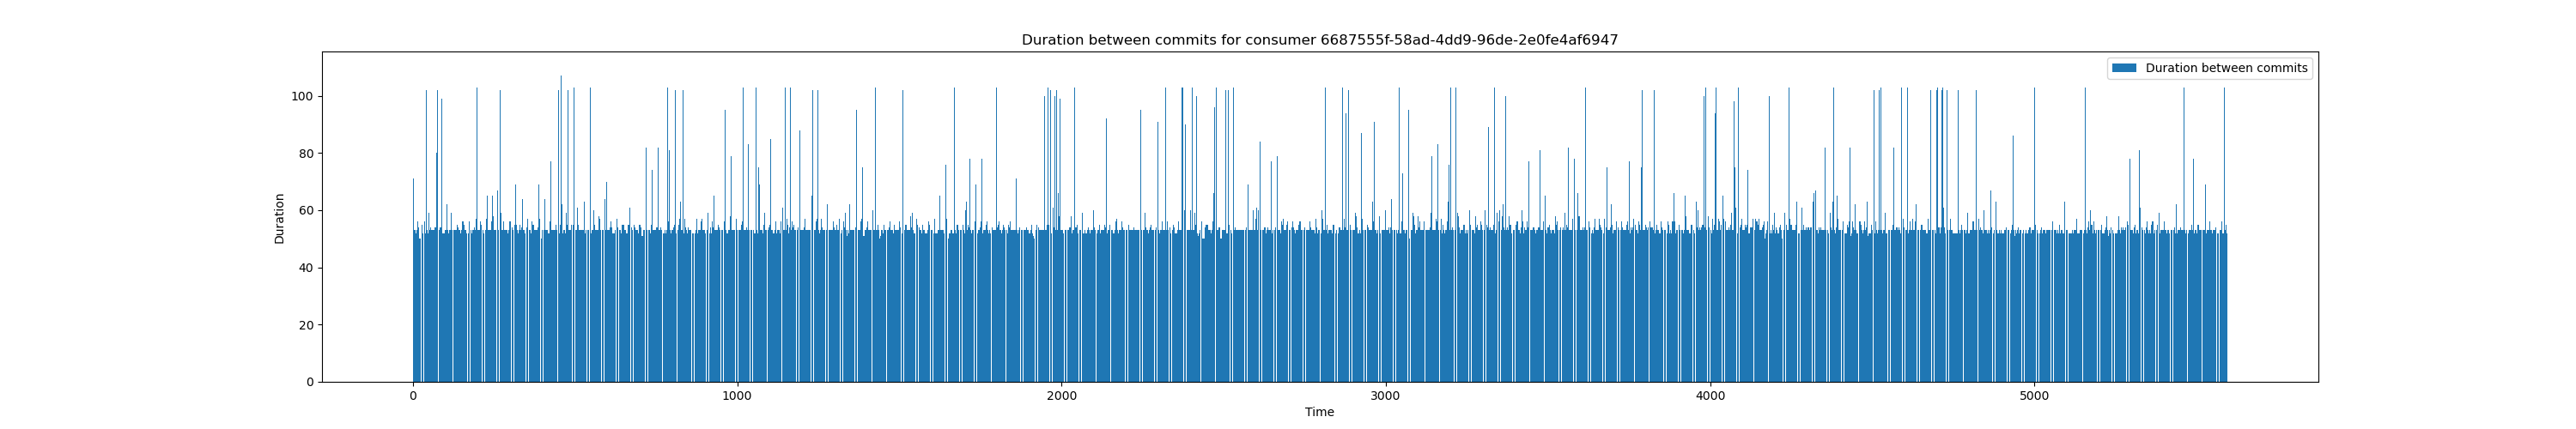 Duration between commits for consumer 6687555f-58ad-4dd9-96de-2e0fe4af6947
Duration between commits
100
80
60
40
20
0
Duration
0 1000 2000 3000 4000 5000
Time